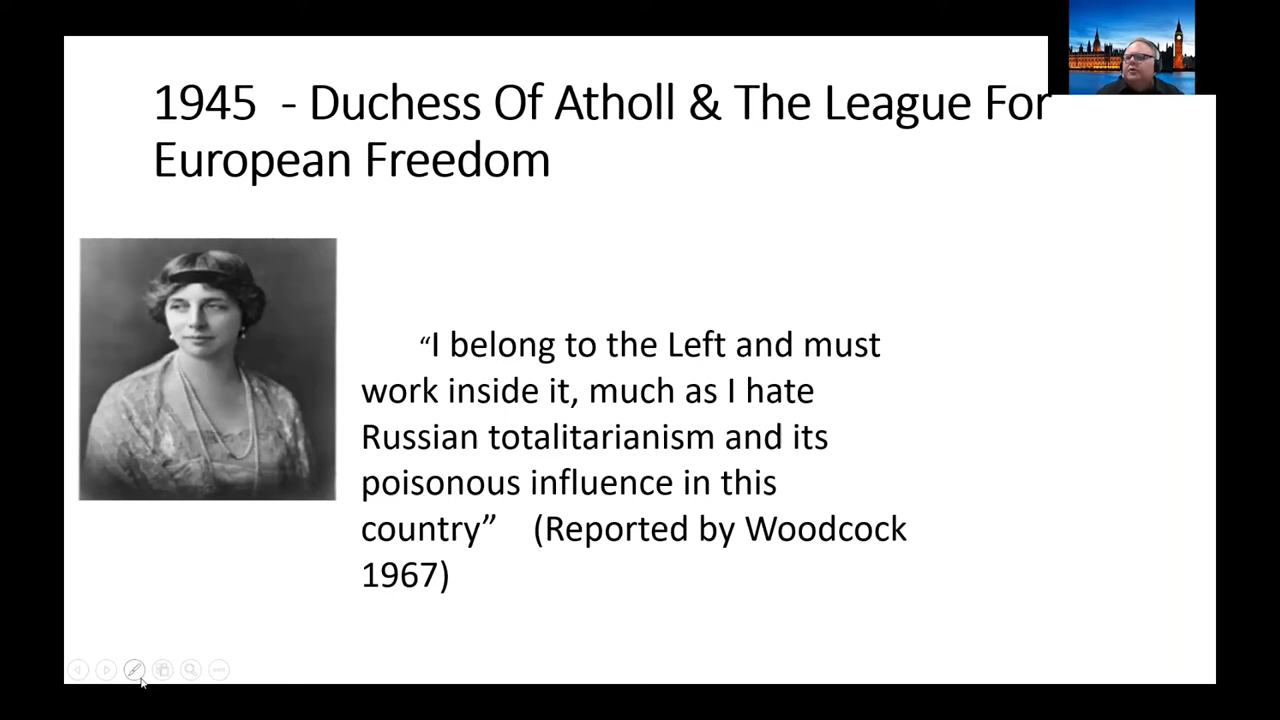 1945 - Duchess Of Atholl & The League For
European Freedom
“I belong to the Left and must
work inside it, much as I hate
Russian totalitarianism and its
poisonous influence in this
country” (Reported by Woodcock
1967)